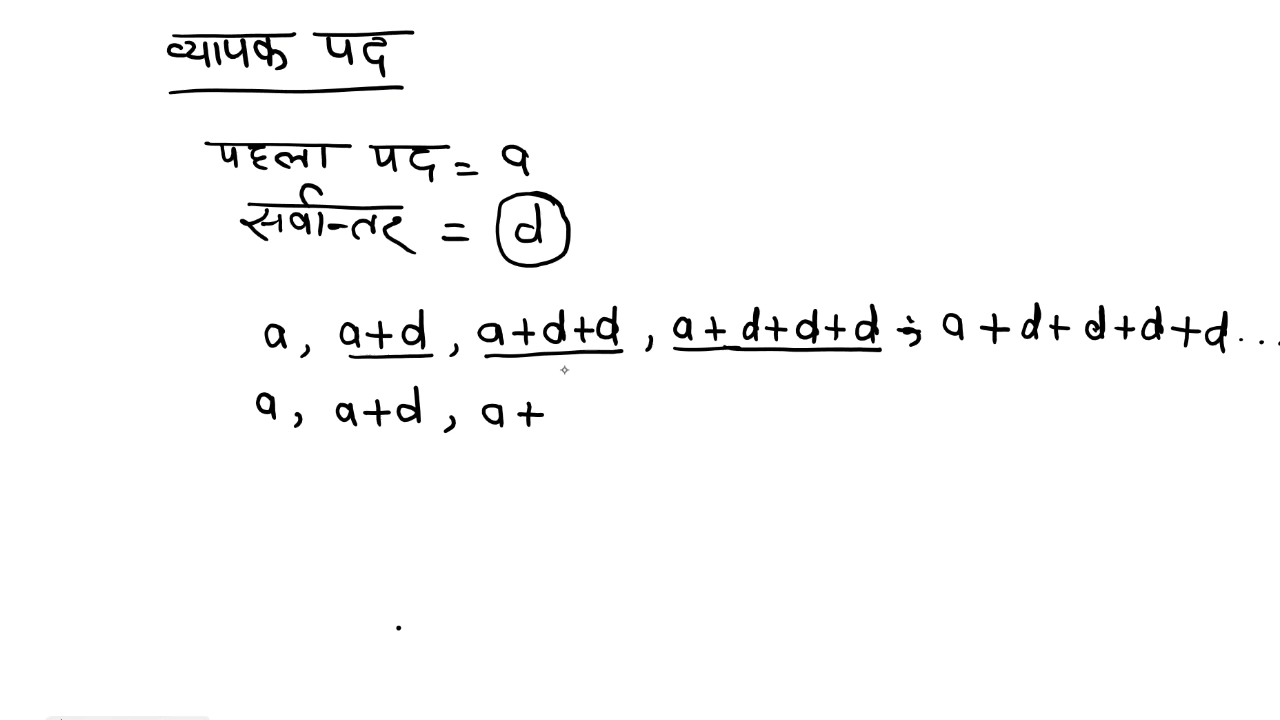 व्यापक पद
पहला पद = a
सर्वान्तर = d
a, a+d, a+d+d, a+d+d+d, a+d+d+d+d...
a, a+d, a+